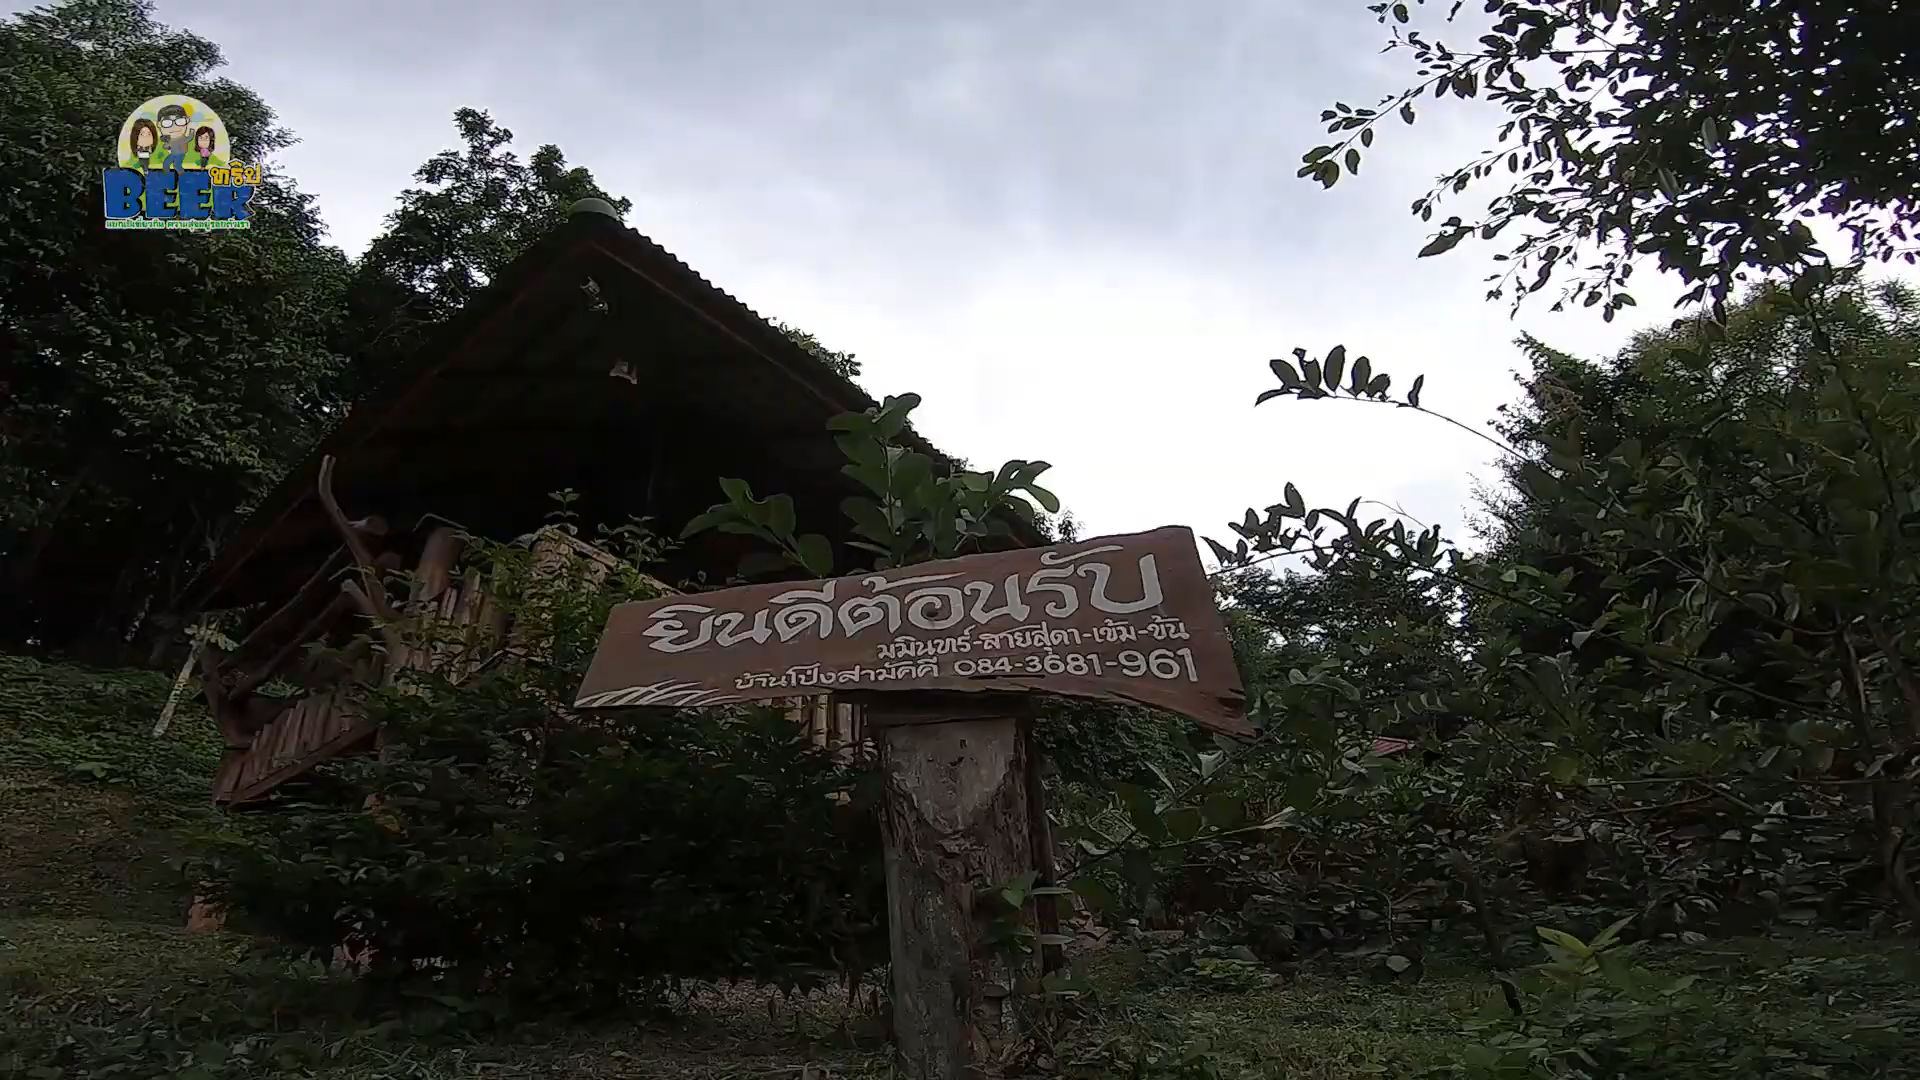 ทริป
BEER
ยินดีต้อนรับ
มมินทร์-สายสุดา-เข้ม-ข้น
บ้านโป่งสามัคคี 084-3681-961